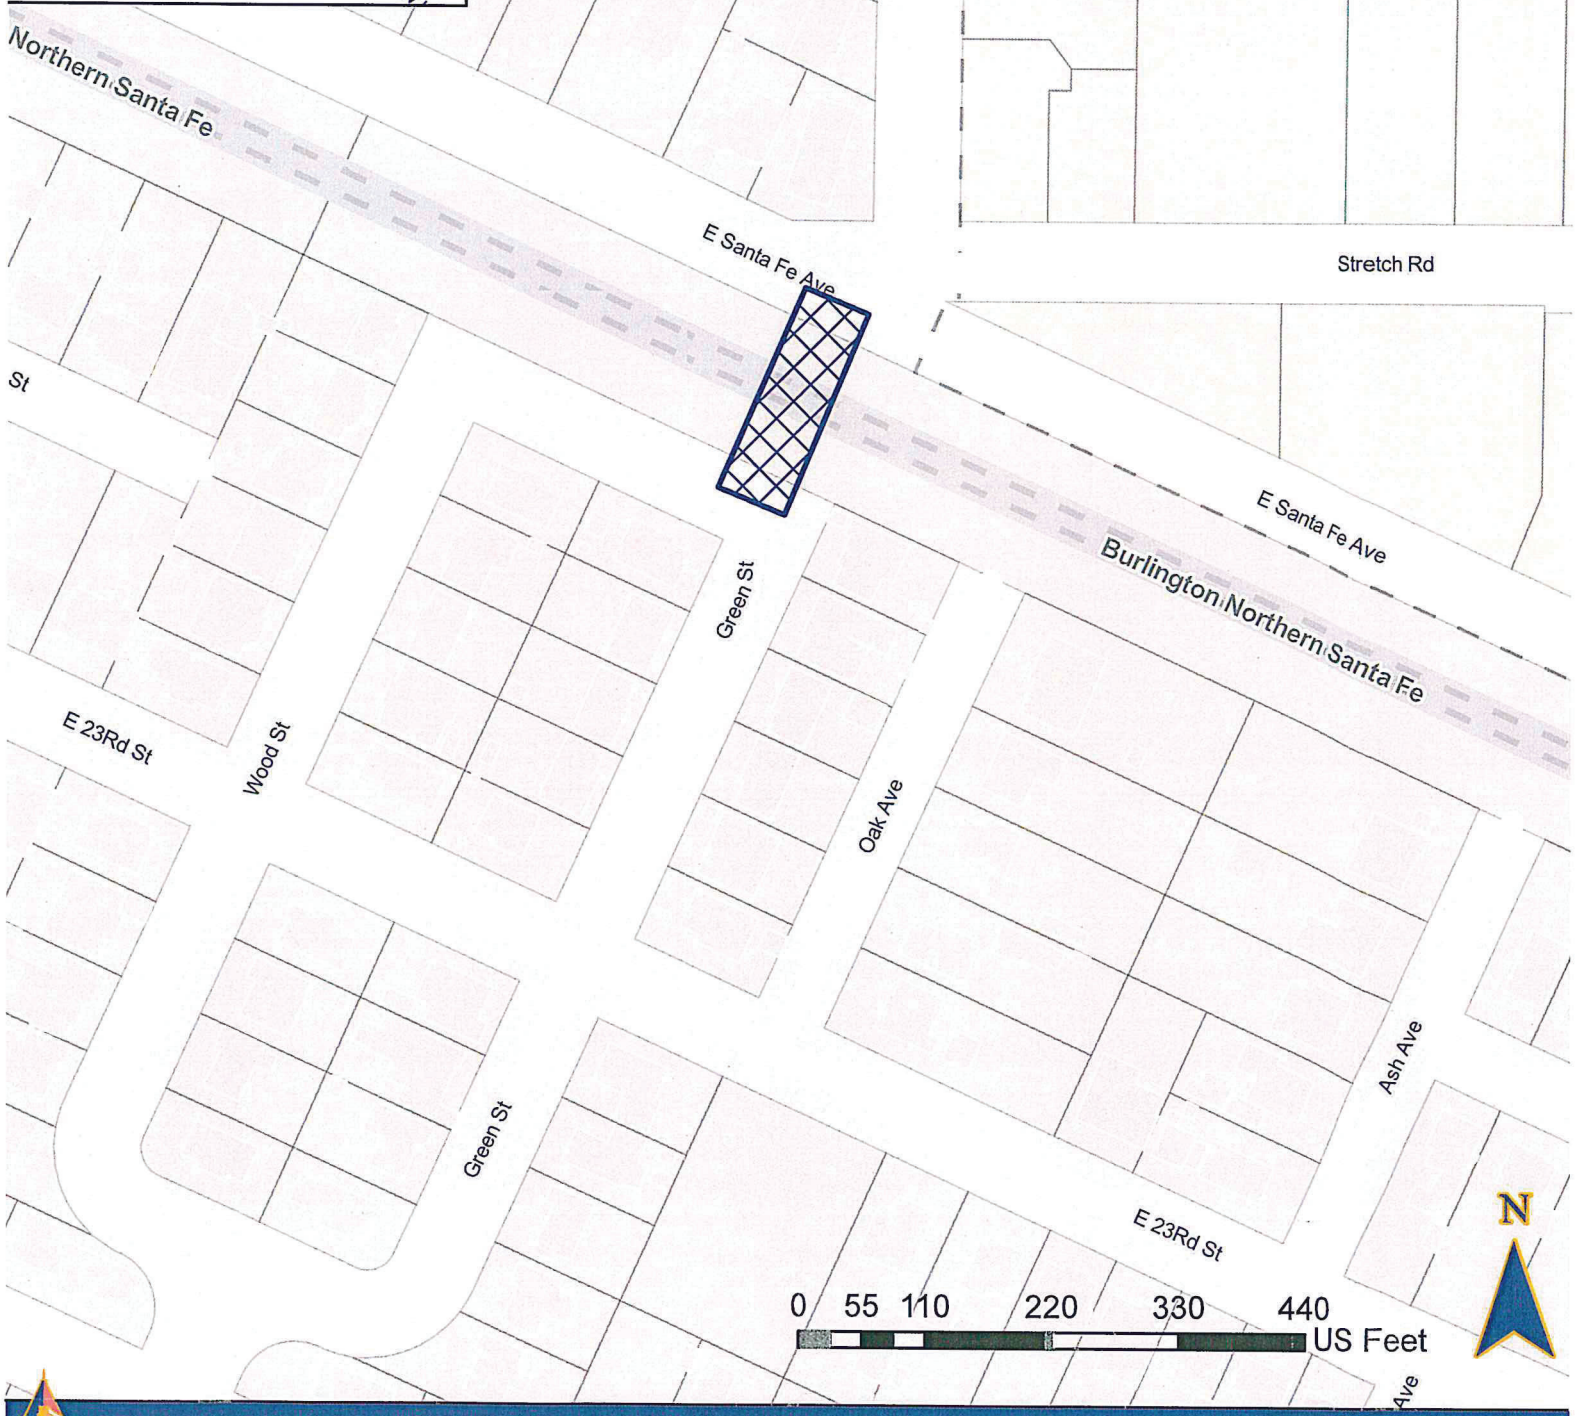 Northern Santa Fe
E Santa Fe Ave
Stretch Rd
St
E Santa Fe Ave
Burlington Northern Santa Fe
Green St
E 23Rd St
Wood St
Oak Ave
Ash Ave
Green St
E 23Rd St
N
0 55 110 220 330 440
US Feet
Ave